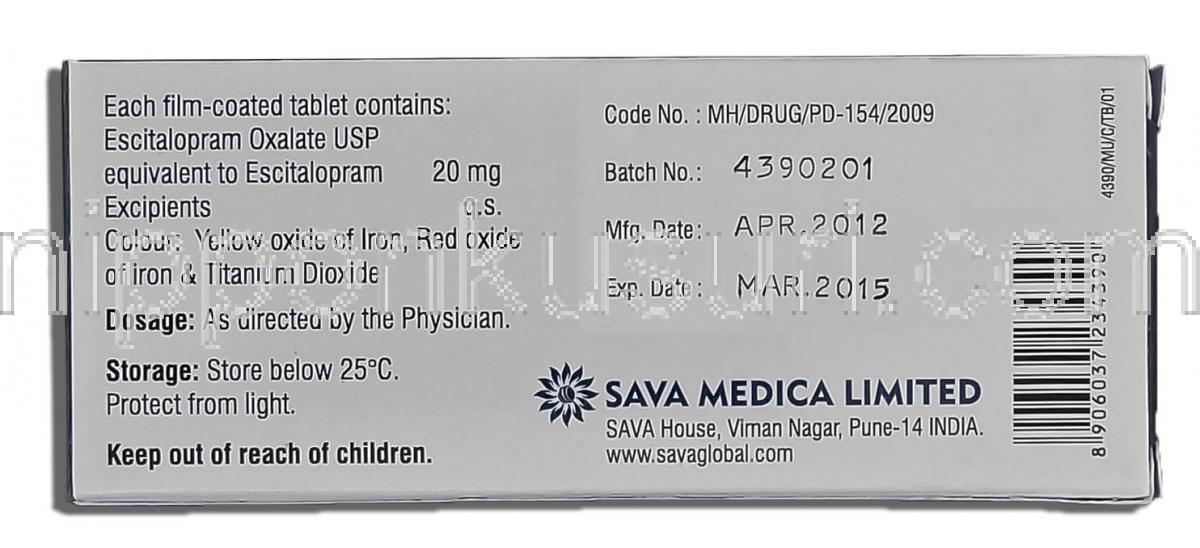 Each film-coated tablet contains:
Escitalopram Oxalate USP
equivalent to Escitalopram 20 mg
Excipients q.s.
Colour: Yellow oxide of Iron, Red oxide
of iron & Titanium Dioxide
Dosage: As directed by the Physician.
Storage: Store below 25°C.
Protect from light.
Keep out of reach of children.
Code No. : MH/DRUG/PD-154/2009
Batch No.: 4390201
Mfg. Date: APR.2012
Exp. Date: MAR.2015
SAVA MEDICA LIMITED
SAVA House, Viman Nagar, Pune-14 INDIA.
www.savaglobal.com
4390/MU/C/TB/01
8 906037 234390
nipponkusuri.com